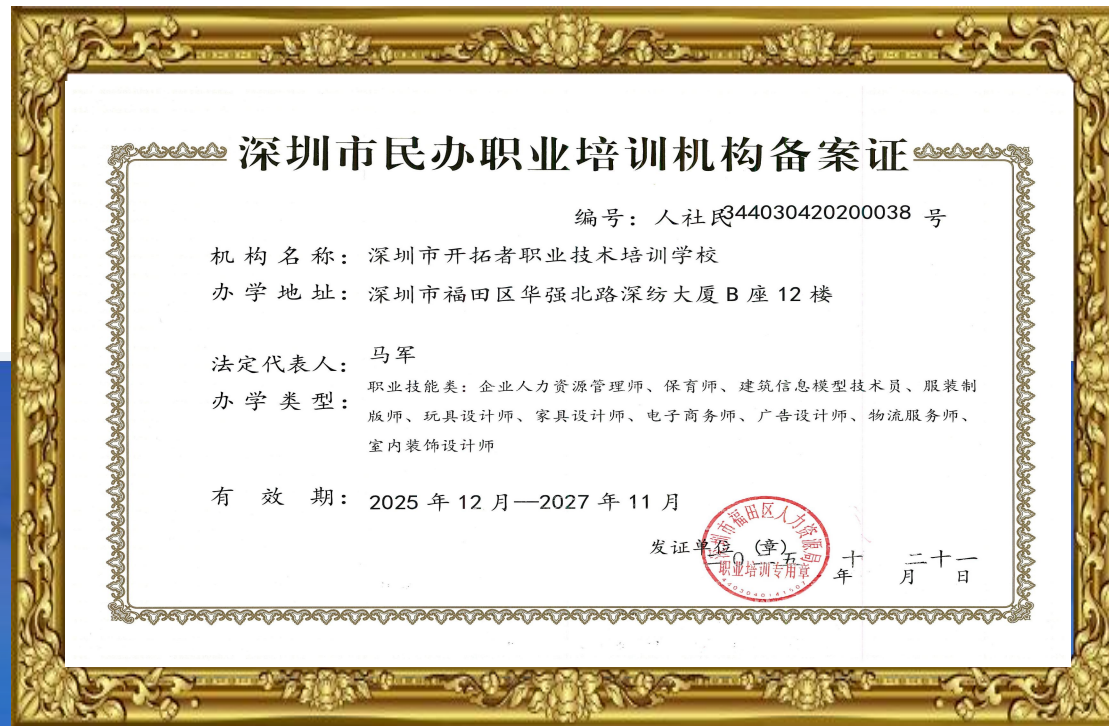 深圳市民办职业培训机构备案证
编号：人社民344030420200038 号
机构名称：深圳市开拓者职业技术培训学校
办学地址：深圳市福田区华强北路深纺大厦 B 座 12 楼
法定代表人：马军
办学类型：职业技能类：企业人力资源管理师、保育师、建筑信息模型技术员、服装制
版师、玩具设计师、家具设计师、电子商务师、广告设计师、物流服务师、
室内装饰设计师
有效期：2025 年 12 月—2027 年 11 月
深圳市福田区人力资源局
职业培训专用章
发证单位（章）
五年十月二十一日